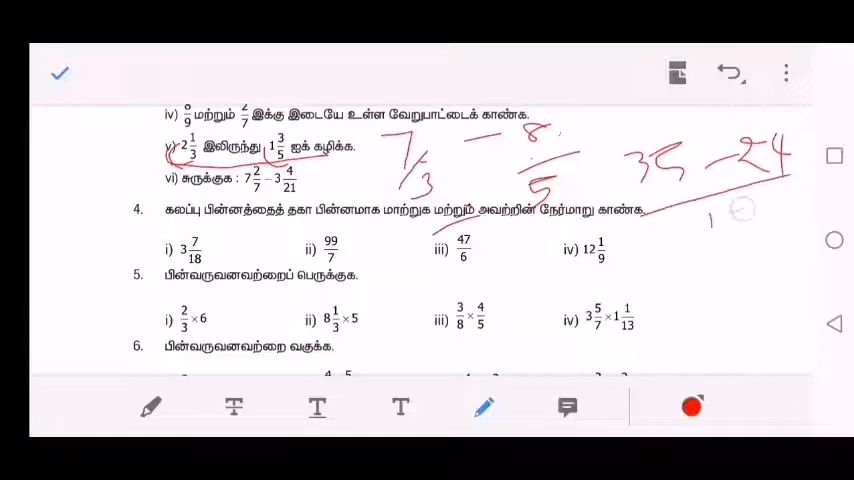 iv) 8/9 மற்றும் 2/7 இக்கு இடையே உள்ள வேறுபாட்டைக் காண்க.
v) 2 1/3 இலிருந்து 1 3/5 ஐக் கழிக்க.
7/3 — 8/5
35 — 24
1
vi) சுருக்குக : 7 2/7 – 3 4/21
4. கலப்பு பின்னத்தைத் தகா பின்னமாக மாற்றுக மற்றும் அவற்றின் நேர்மாறு காண்க.
i) 3 7/18 ii) 99/7 iii) 47/6 iv) 12 1/9
5. பின்வருவனவற்றைப் பெருக்குக.
i) 2/3 × 6 ii) 8 1/3 × 5 iii) 3/8 × 4/5 iv) 3 5/7 × 1 1/13
6. பின்வருவனவற்றை வகுக்க.
T T T